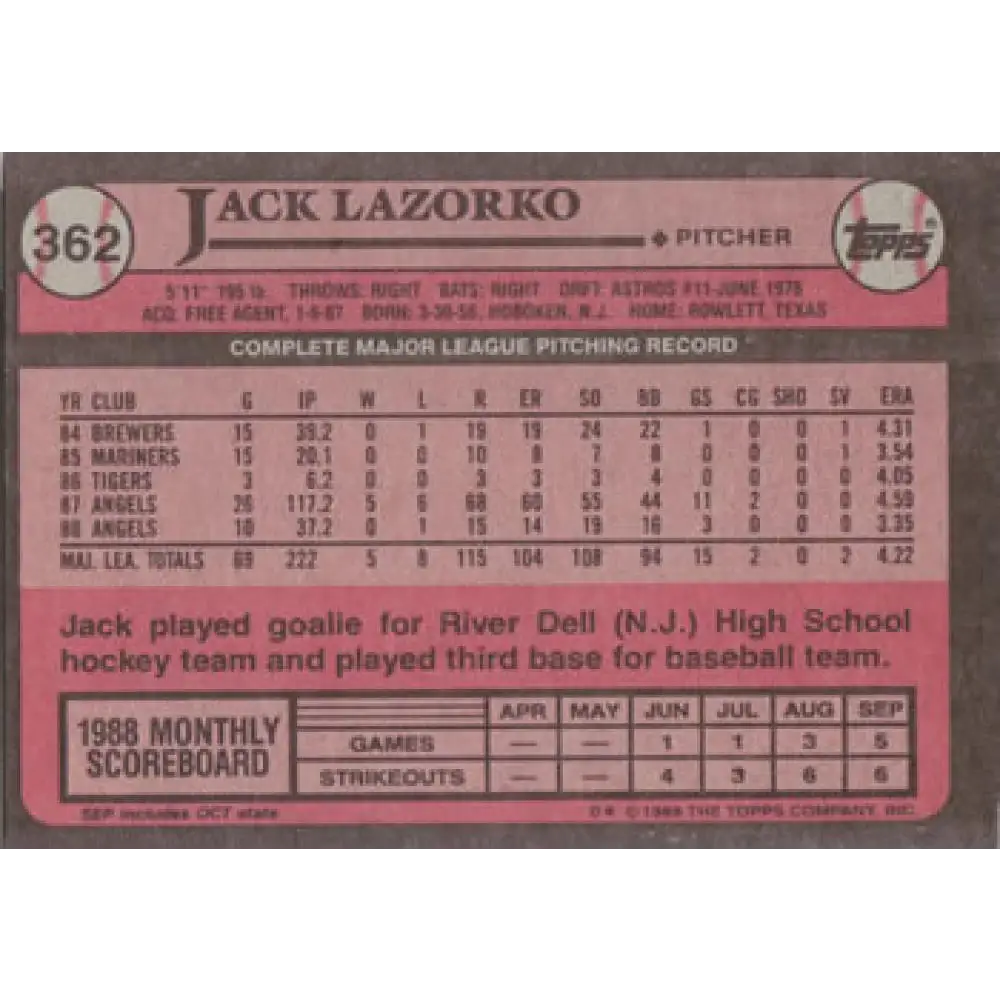 362
JACK LAZORKO
PITCHER
TOPPS®
5'11" 195 lb. THROWS: RIGHT BATS: RIGHT DRFT: ASTROS #11-JUNE, 1978
ACQ: FREE AGENT, 1-6-87 BORN: 3-30-56, HOBOKEN, N.J. HOME: ROWLETT, TEXAS
COMPLETE MAJOR LEAGUE PITCHING RECORD
YR CLUB G IP W L R ER SO BB GS CG SHO SV ERA
84 BREWERS 15 39.2 0 1 19 19 24 22 1 0 0 1 4.31
85 MARINERS 15 20.1 0 0 10 8 7 8 0 0 0 1 3.54
86 TIGERS 3 6.2 0 0 3 3 3 4 0 0 0 0 4.05
87 ANGELS 26 117.2 5 6 68 60 55 44 11 2 0 0 4.59
88 ANGELS 10 37.2 0 1 15 14 19 16 3 0 0 0 3.35
MAJ. LEA. TOTALS 69 222 5 8 115 104 108 94 15 2 0 2 4.22
Jack played goalie for River Dell (N.J.) High School
hockey team and played third base for baseball team.
1988 MONTHLY
SCOREBOARD
APR MAY JUN JUL AUG SEP
GAMES — — 1 1 3 5
STRIKEOUTS — — 4 3 6 6
SEP includes OCT stats
D* © 1989 THE TOPPS COMPANY, INC.